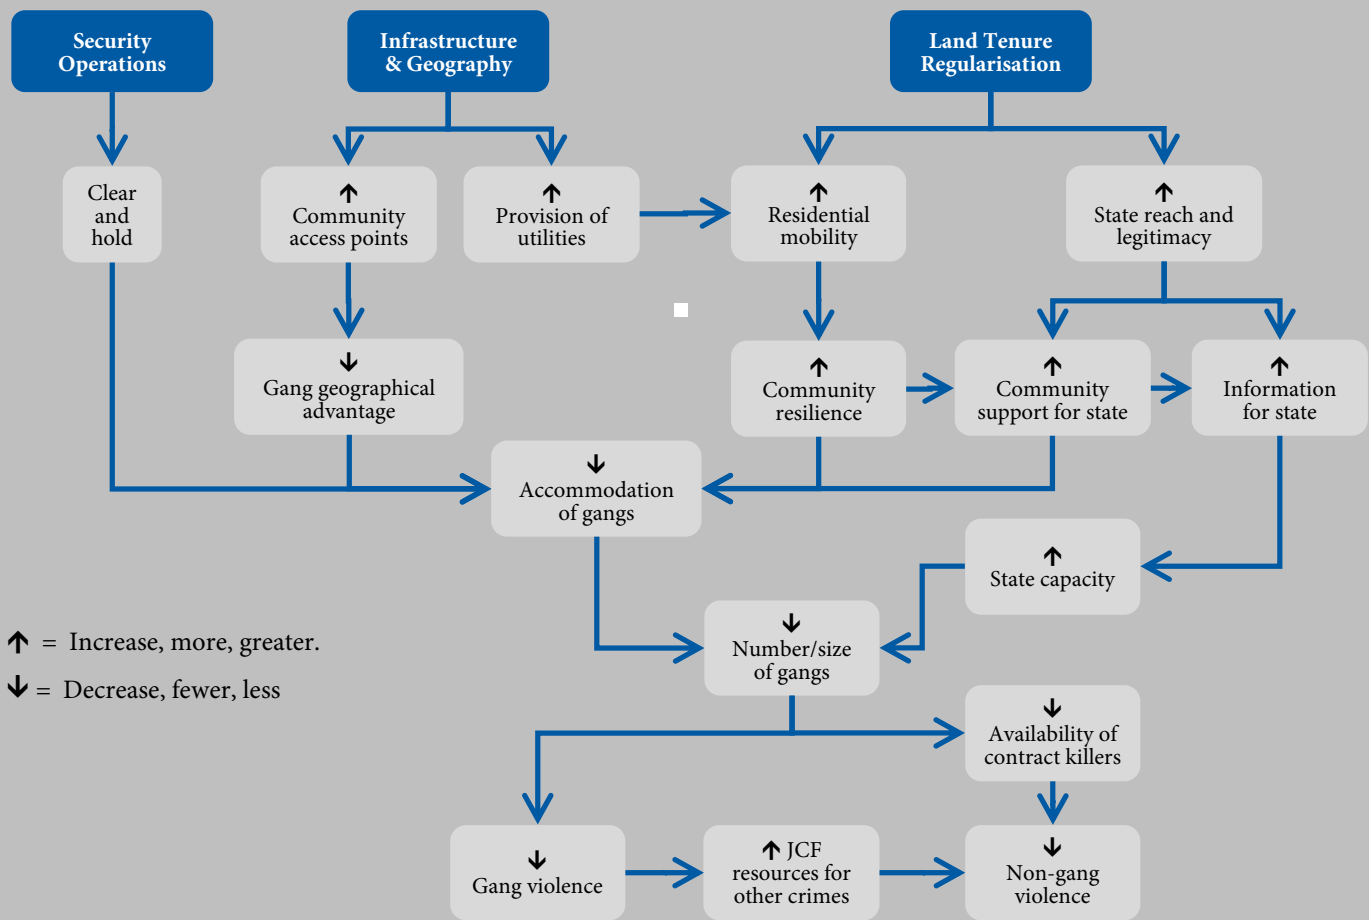 Security
Operations
Infrastructure
& Geography
Land Tenure
Regularisation
Clear
and
hold
↑
Community
access points
↑
Provision of
utilities
↑
Residential
mobility
↑
State reach and
legitimacy
↓
Gang geographical
advantage
↑
Community
resilience
↑
Community
support for state
↑
Information
for state
↓
Accommodation
of gangs
↑
State capacity
↑ = Increase, more, greater.
↓ = Decrease, fewer, less
↓
Number/size
of gangs
↓
Availability of
contract killers
↓
Gang violence
↑ JCF
resources for
other crimes
↓
Non-gang
violence